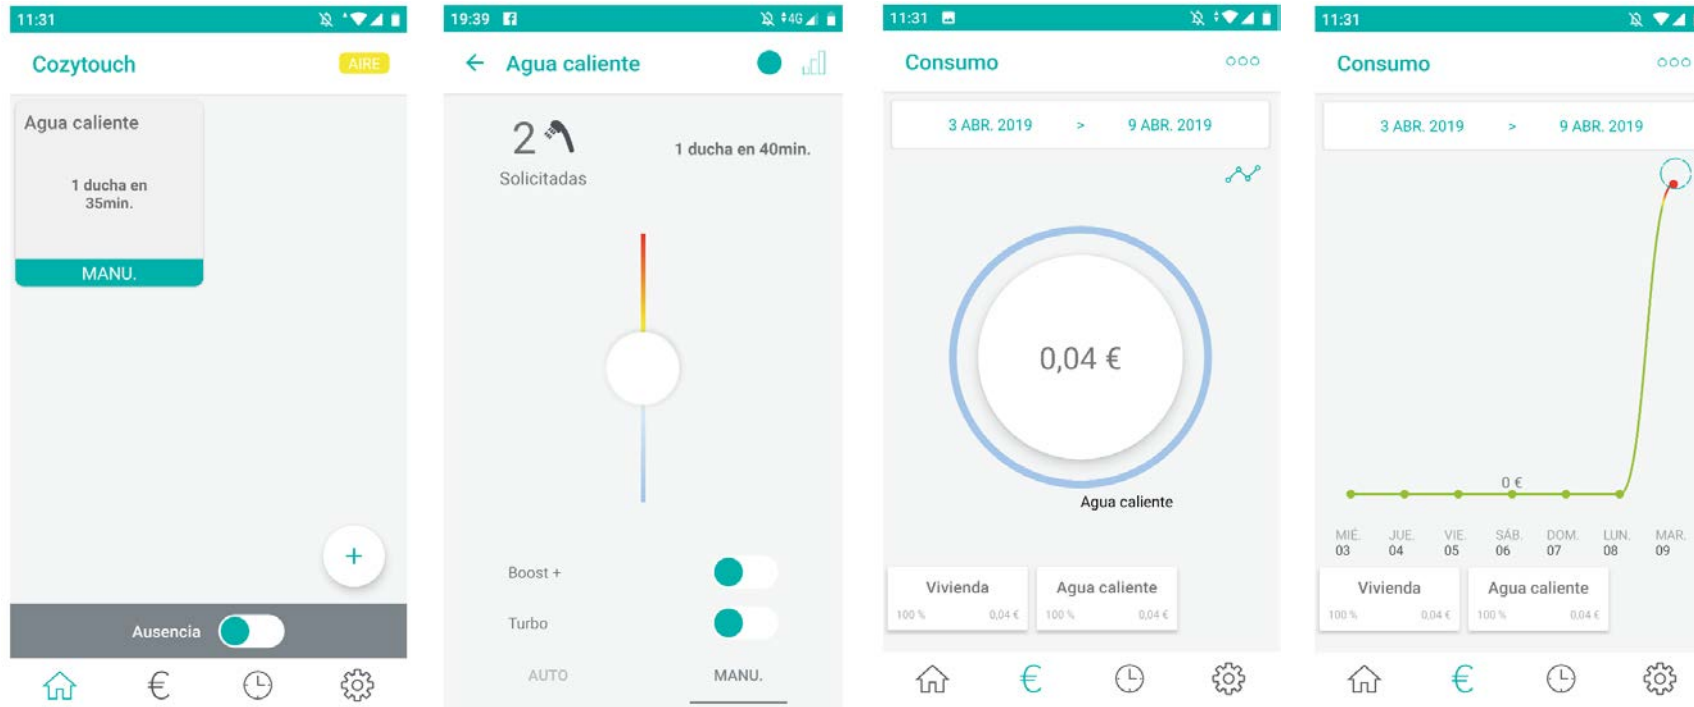 11:31
Cozytouch
AIRE
Agua caliente
1 ducha en
35min.
MANU.
+
Ausencia
€
19:39
4G
← Agua caliente
2
1 ducha en 40min.
Solicitadas
Boost +
Turbo
AUTO MANU.
11:31
Consumo
3 ABR. 2019 > 9 ABR. 2019
0,04 €
Agua caliente
Vivienda
100 % 0,04 €
Agua caliente
100 % 0,04 €
€
11:31
Consumo
3 ABR. 2019 > 9 ABR. 2019
0 €
MIÉ. JUE. VIE. SÁB. DOM. LUN. MAR.
03 04 05 06 07 08 09
Vivienda
100 % 0,04 €
Agua caliente
100 % 0,04 €
€